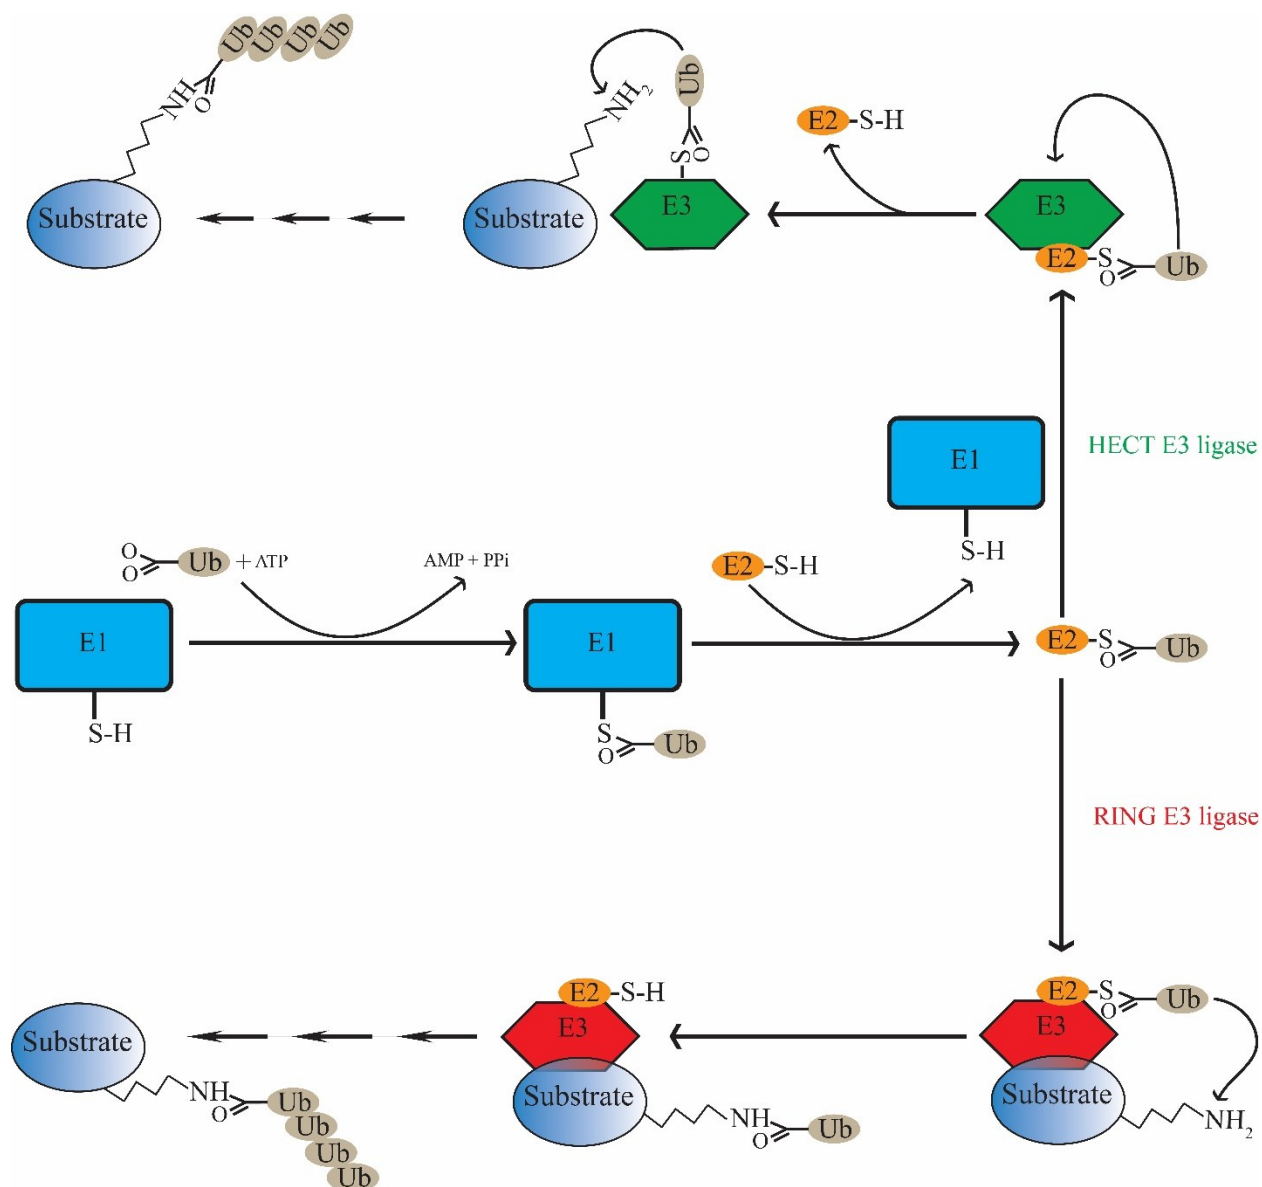 Ub Ub Ub Ub
O
NH
Substrate
NH2
Ub
O
S
E3
Substrate
E2-S-H
E3
E2-S
O
Ub
HECT E3 ligase
E1
S-H
O
O
Ub + ATP
AMP + PPi
E2-S-H
E1
S-H
E1
S
O
Ub
E2-S
O
Ub
RING E3 ligase
E2-S
O
Ub
E3
Substrate
NH2
E2-S-H
E3
Substrate
NH
O
Ub
Substrate
NH
O
Ub
Ub
Ub
Ub